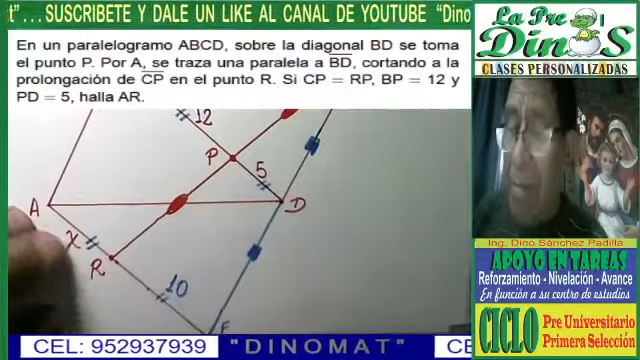 t”... SUSCRIBETE Y DALE UN LIKE AL CANAL DE YOUTUBE “Dino
La Pre
DinoS
CLASES PERSONALIZADAS
En un paralelogramo ABCD, sobre la diagonal BD se toma
el punto P. Por A, se traza una paralela a BD, cortando a la
prolongación de CP en el punto R. Si CP = RP, BP = 12 y
PD = 5, halla AR.
12
P
5
A
D
x
R
10
Ing. Dino Sánchez Padilla
APOYO EN TAREAS
Reforzamiento - Nivelación - Avance
En función a su centro de estudios
CICLO
Pre Universitario
Primera Selección
CEL: 952937939
"DINOMAT"
CE